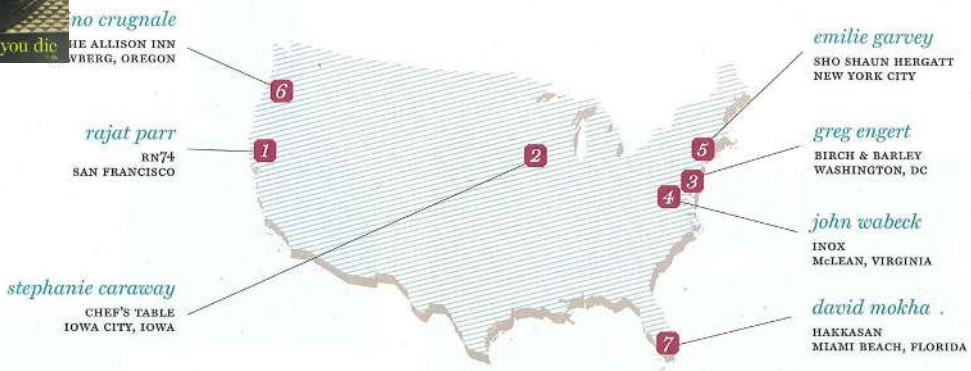 you die
no crugnale
HE ALLISON INN
WBERG, OREGON
6
rajat parr
RN74
SAN FRANCISCO
1
stephanie caraway
CHEF'S TABLE
IOWA CITY, IOWA
2
emilie garvey
SHO SHAUN HERGATT
NEW YORK CITY
5
greg engert
BIRCH & BARLEY
WASHINGTON, DC
3
john wabeck
INOX
McLEAN, VIRGINIA
4
david mokha .
HAKKASAN
MIAMI BEACH, FLORIDA
7